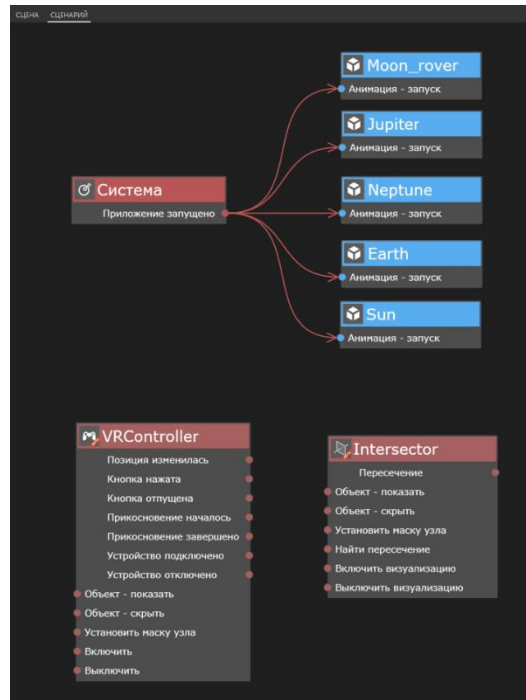 СЦЕНА СЦЕНАРИЙ
Moon_rover
Анимация - запуск
Jupiter
Анимация - запуск
Система
Приложение запущено
Neptune
Анимация - запуск
Earth
Анимация - запуск
Sun
Анимация - запуск
VRController
Позиция изменилась
Кнопка нажата
Кнопка отпущена
Прикосновение началось
Прикосновение завершено
Устройство подключено
Устройство отключено
Объект - показать
Объект - скрыть
Установить маску узла
Включить
Выключить
Intersector
Пересечение
Объект - показать
Объект - скрыть
Установить маску узла
Найти пересечение
Включить визуализацию
Выключить визуализацию